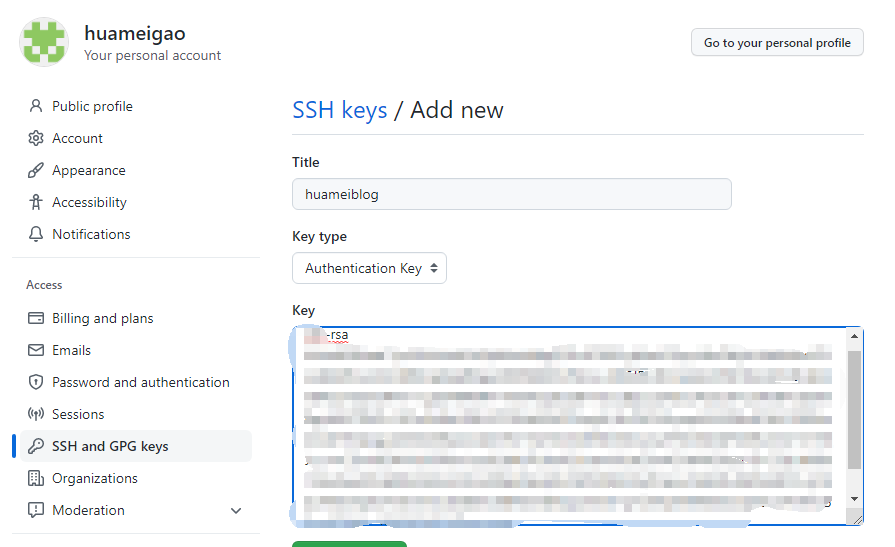 huameigao
Your personal account
Go to your personal profile
Public profile
Account
Appearance
Accessibility
Notifications
Access
Billing and plans
Emails
Password and authentication
Sessions
SSH and GPG keys
Organizations
Moderation
SSH keys / Add new
Title
huameiblog
Key type
Authentication Key
Key
-rsa